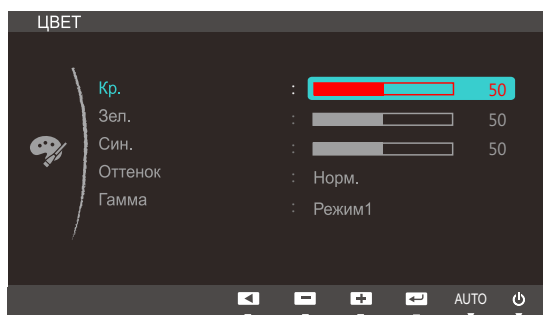 ЦВЕТ
Кр. : 50
Зел. : 50
Син. : 50
Оттенок : Норм.
Гамма : Режим1
AUTO